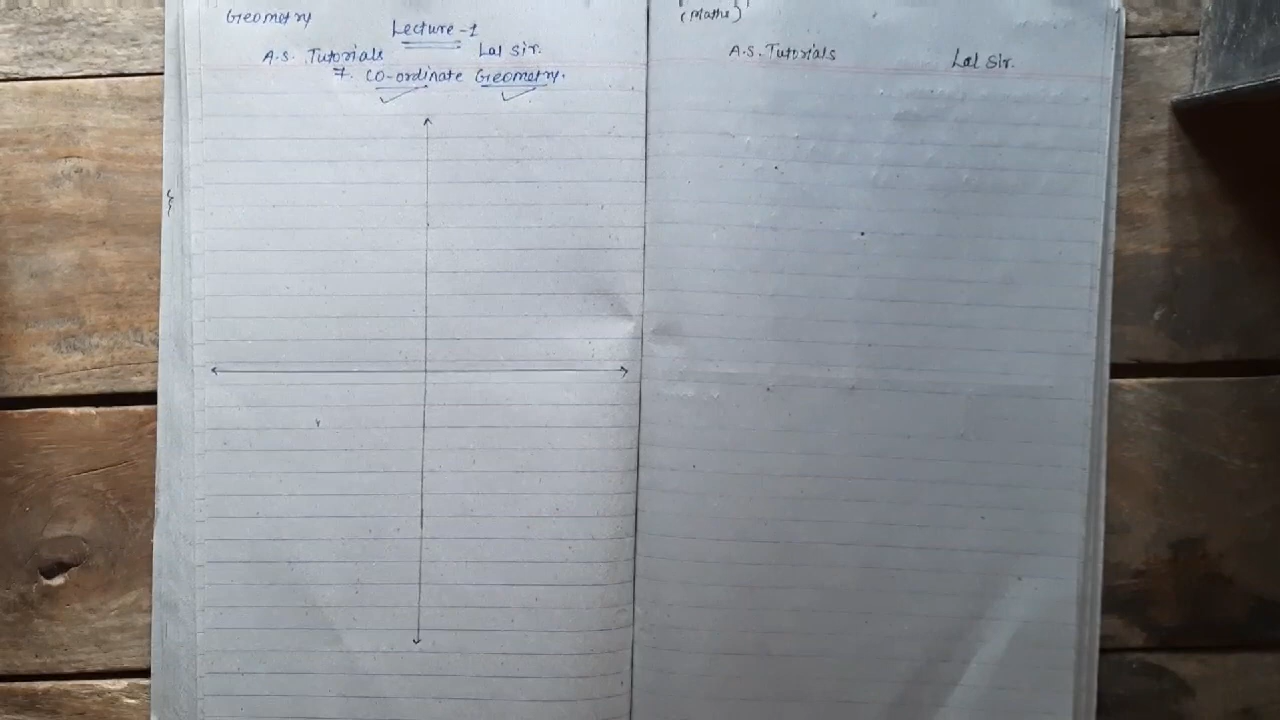 Geometry
Lecture -1
A.S. Tutorials Lal Sir.
7. Co-ordinate Geometry.
(Maths)
A.S. Tutorials Lal Sir.